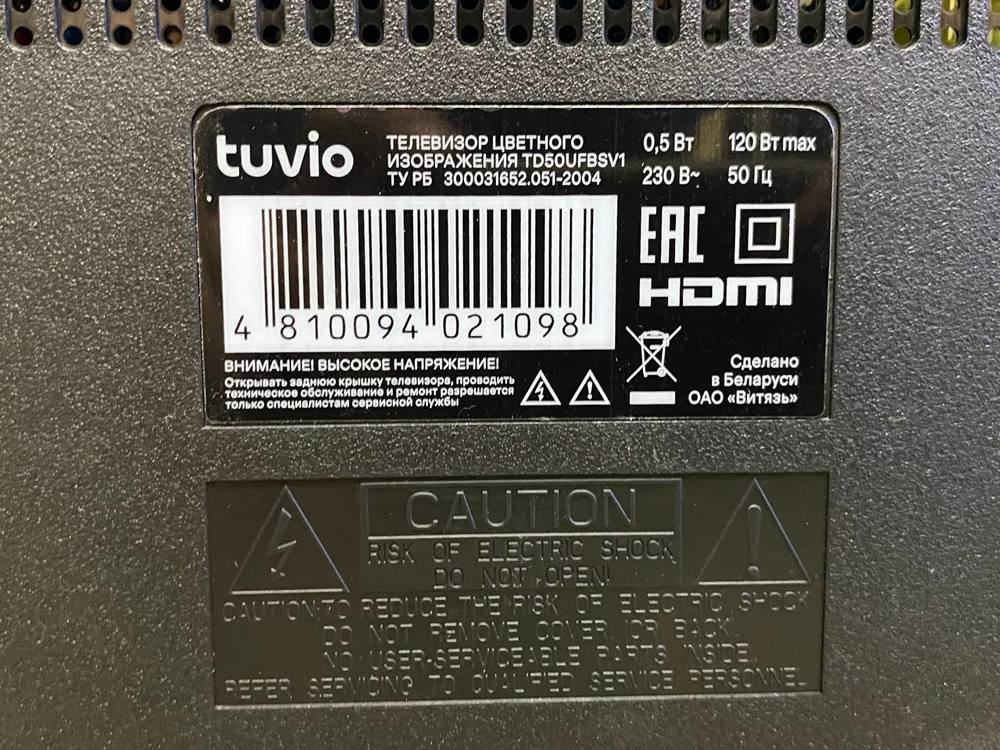 tuvio
ТЕЛЕВИЗОР ЦВЕТНОГО
ИЗОБРАЖЕНИЯ TD50UFBSV1
ТУ РБ 300031652.051-2004
0,5 Вт 120 Вт max
230 В~ 50 Гц
EAC
HDMI
4 810094 021098
ВНИМАНИЕ! ВЫСОКОЕ НАПРЯЖЕНИЕ!
Открывать заднюю крышку телевизора, проводить
техническое обслуживание и ремонт разрешается
только специалистам сервисной службы
Сделано
в Беларуси
ОАО «Витязь»
CAUTION
RISK OF ELECTRIC SHOCK
DO NOT OPEN!
CAUTION: TO REDUCE THE RISK OF ELECTRIC SHOCK
DO NOT REMOVE COVER (OR BACK)
NO USER-SERVICEABLE PARTS INSIDE.
REFER SERVICING TO QUALIFIED SERVICE PERSONNEL